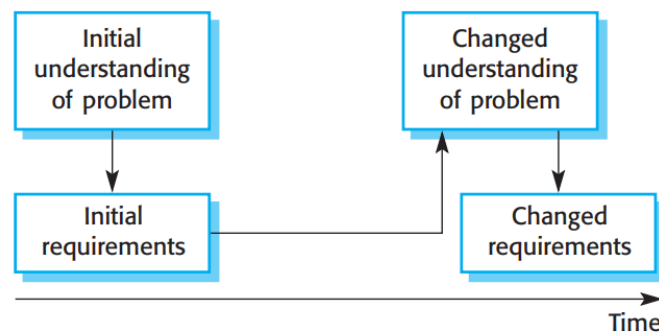 Initial
understanding
of problem
Changed
understanding
of problem
Initial
requirements
Changed
requirements
Time